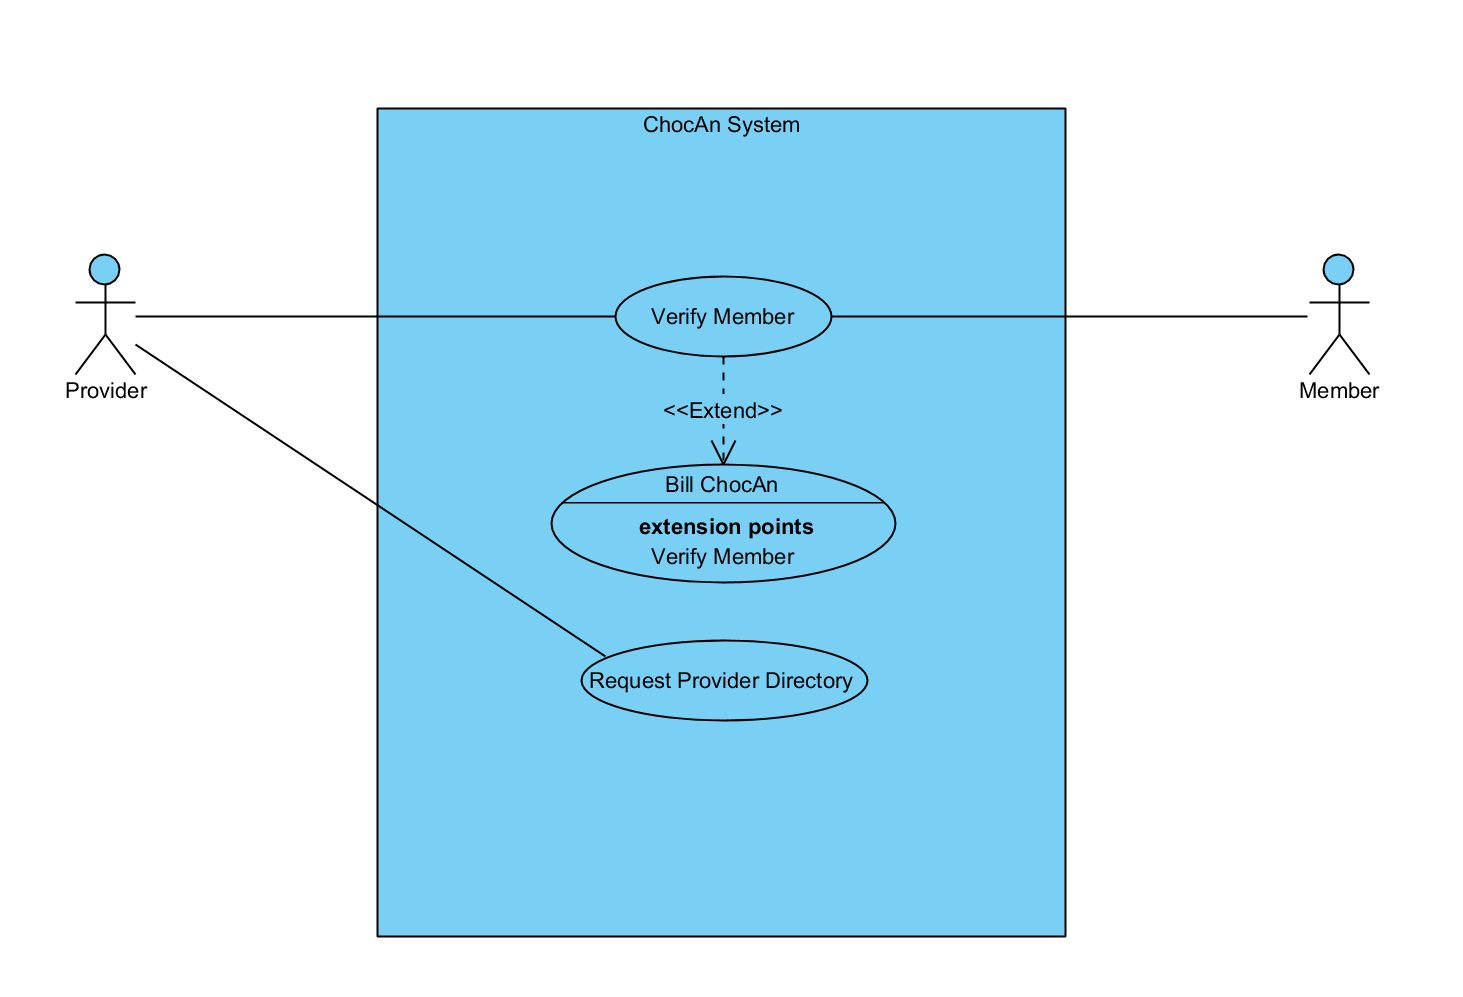 ChocAn System
Verify Member
Provider
Member
<<Extend>>
Bill ChocAn
extension points
Verify Member
Request Provider Directory